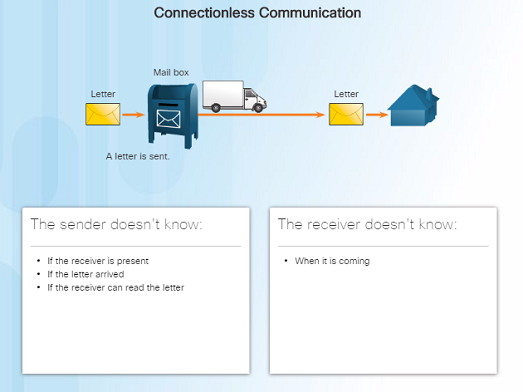 Connectionless Communication
Mail box
Letter
Letter
A letter is sent.
The sender doesn't know:
• If the receiver is present
• If the letter arrived
• If the receiver can read the letter
The receiver doesn't know:
• When it is coming